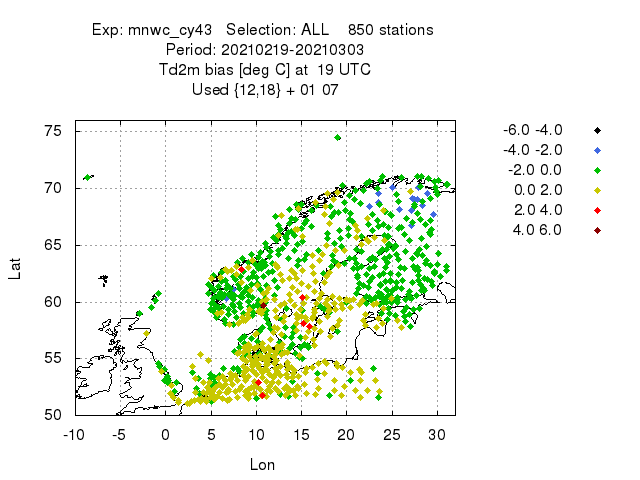 Exp: mnwc_cy43   Selection: ALL    850 stations
Period: 20210219-20210303
Td2m bias [deg C] at  19 UTC
Used {12,18} + 01 07
-6.0 -4.0
-4.0 -2.0
-2.0 0.0
0.0 2.0
2.0 4.0
4.0 6.0
75
70
65
60
55
50
Lat
-10 -5 0 5 10 15 20 25 30
Lon